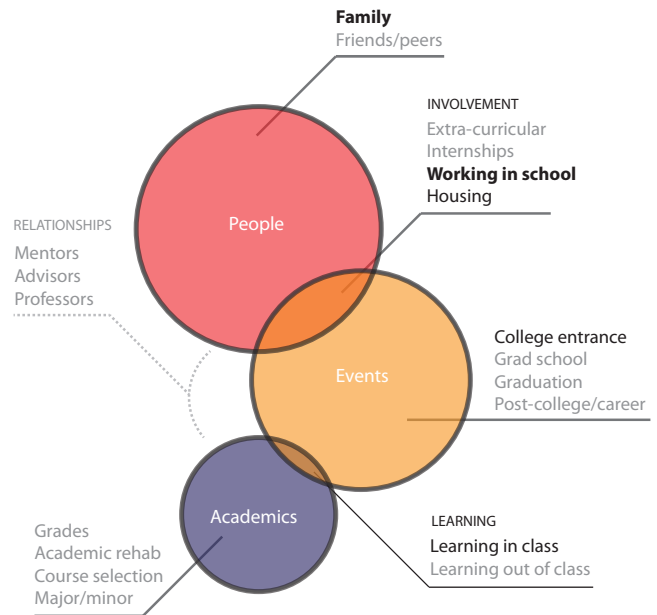 Family
Friends/peers
INVOLVEMENT
Extra-curricular
Internships
Working in school
Housing
People
RELATIONSHIPS
Mentors
Advisors
Professors
College entrance
Grad school
Graduation
Post-college/career
Events
Academics
LEARNING
Learning in class
Learning out of class
Grades
Academic rehab
Course selection
Major/minor